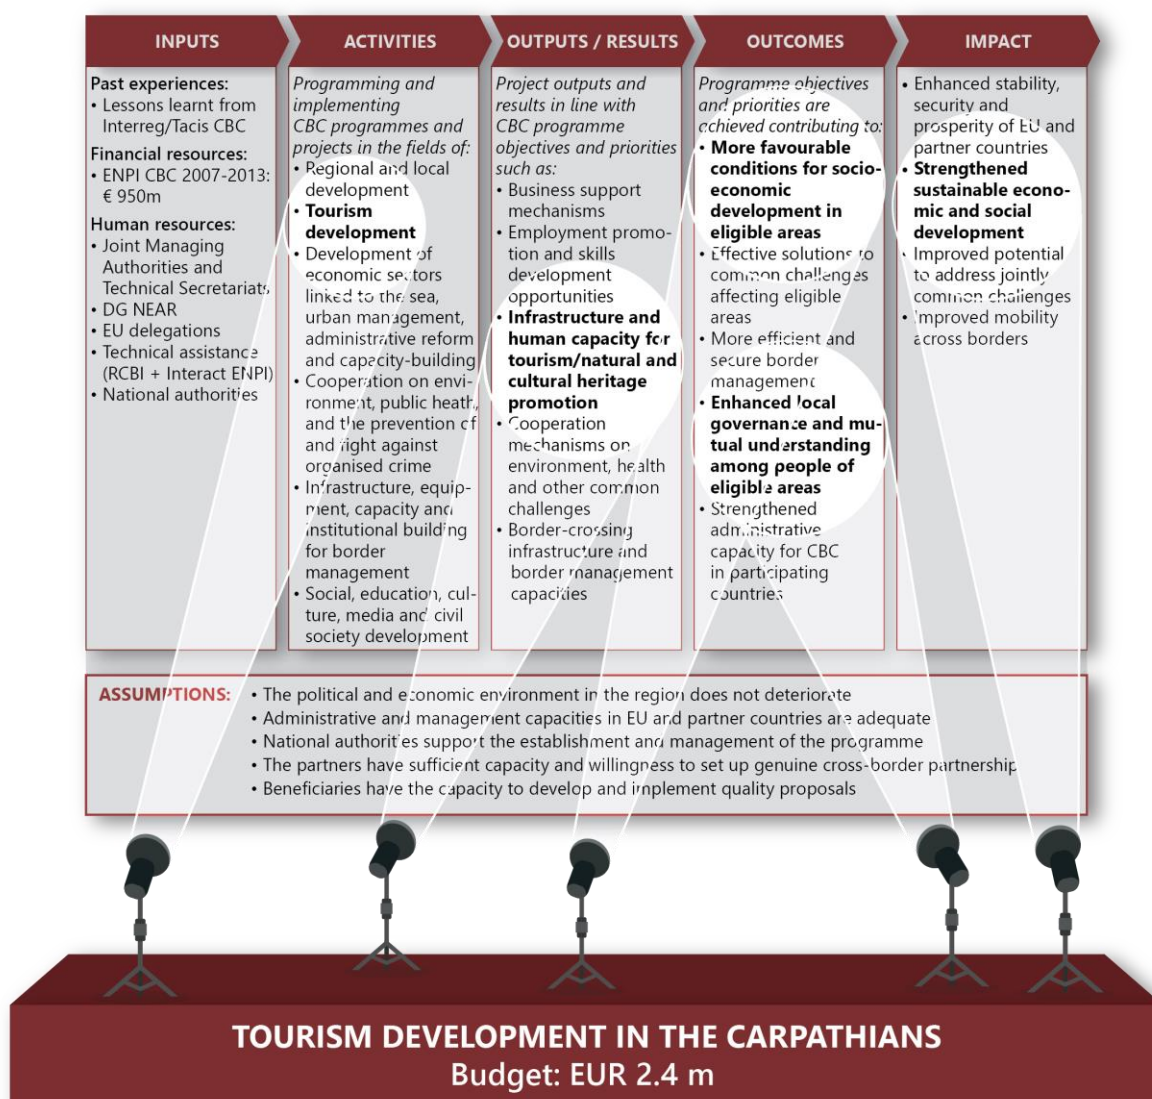 INPUTS
Past experiences:
• Lessons learnt from
Interreg/Tacis CBC
Financial resources:
• ENPI CBC 2007-2013:
€ 950m
Human resources:
• Joint Managing
Authorities and
Technical Secretariats
• DG NEAR
• EU delegations
• Technical assistance
(RCBI + Interact ENPI)
• National authorities
ACTIVITIES
Programming and
implementing
CBC programmes and
projects in the fields of:
• Regional and local
development
• Tourism
development
• Development of
economic sectors
linked to the sea,
urban management,
administrative reform
and capacity-building
• Cooperation on envi-
ronment, public heath,
and the prevention of
and fight against
organised crime
• Infrastructure, equip-
ment, capacity and
institutional building
for border
management
• Social, education, cul-
ture, media and civil
society development
OUTPUTS / RESULTS
Project outputs and
results in line with
CBC programme
objectives and priorities
such as:
• Business support
mechanisms
• Employment promo-
tion and skills
development
opportunities
• Infrastructure and
human capacity for
tourism/natural and
cultural heritage
promotion
• Cooperation
mechanisms on
environment, health
and other common
challenges
• Border-crossing
infrastructure and
border management
capacities
OUTCOMES
Programme objectives
and priorities are
achieved contributing to:
• More favourable
conditions for socio-
economic
development in
eligible areas
• Effective solutions to
common challenges
affecting eligible
areas
• More efficient and
secure border
management
• Enhanced local
governance and mu-
tual understanding
among people of
eligible areas
• Strengthened
administrative
capacity for CBC
in participating
countries
IMPACT
• Enhanced stability,
security and
prosperity of EU and
partner countries
• Strengthened
sustainable econo-
mic and social
development
• Improved potential
to address jointly
common challenges
• Improved mobility
across borders
ASSUMPTIONS:
• The political and economic environment in the region does not deteriorate
• Administrative and management capacities in EU and partner countries are adequate
• National authorities support the establishment and management of the programme
• The partners have sufficient capacity and willingness to set up genuine cross-border partnership
• Beneficiaries have the capacity to develop and implement quality proposals
TOURISM DEVELOPMENT IN THE CARPATHIANS
Budget: EUR 2.4 m